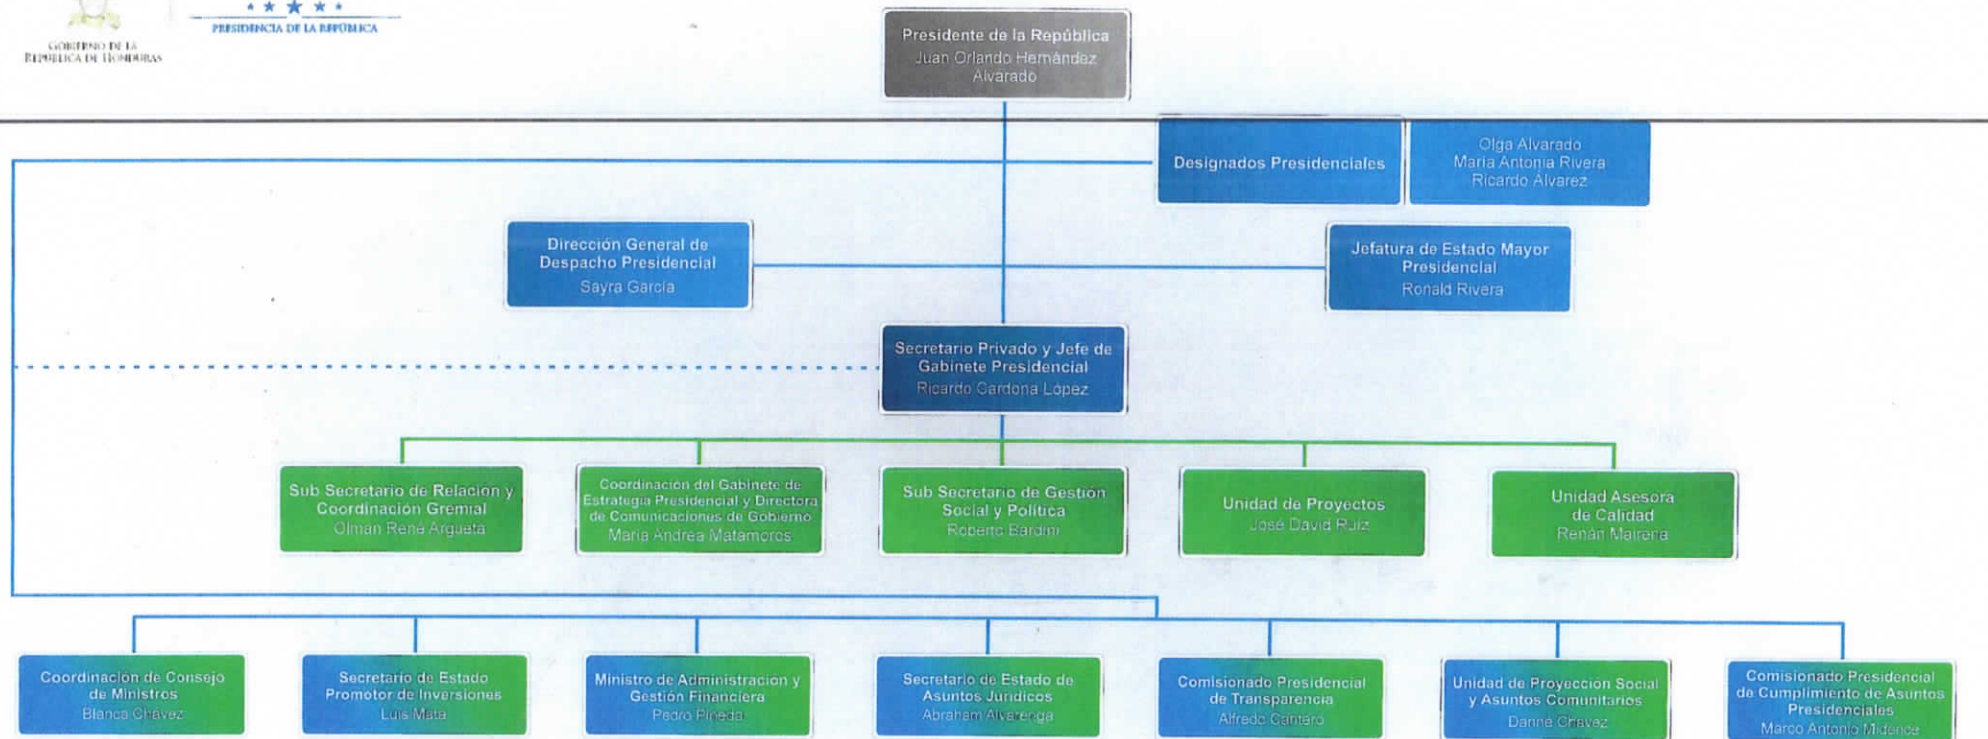 GOBIERNO DE LA
REPÚBLICA DE HONDURAS
PRESIDENCIA DE LA REPÚBLICA
Presidente de la República
Juan Orlando Hernández
Alvarado
Designados Presidenciales
Olga Alvarado
María Antonia Rivera
Ricardo Álvarez
Dirección General de
Despacho Presidencial
Sayra García
Jefatura de Estado Mayor
Presidencial
Ronald Rivera
Secretario Privado y Jefe de
Gabinete Presidencial
Ricardo Cardona López
Sub Secretario de Relación y
Coordinación Gremial
Olman René Argueta
Coordinación del Gabinete de
Estrategia Presidencial y Directora
de Comunicaciones de Gobierno
María Andrea Matamoros
Sub Secretario de Gestión
Social y Política
Roberto Bardini
Unidad de Proyectos
José David Ruiz
Unidad Asesora
de Calidad
Renán Mairena
Coordinación de Consejo
de Ministros
Blanca Chávez
Secretario de Estado
Promotor de Inversiones
Luis Mata
Ministro de Administración y
Gestión Financiera
Pedro Pineda
Secretario de Estado de
Asuntos Jurídicos
Abraham Alvarenga
Comisionado Presidencial
de Transparencia
Alfredo Cantero
Unidad de Proyección Social
y Asuntos Comunitarios
Danne Chavez
Comisionado Presidencial
de Cumplimiento de Asuntos
Presidenciales
Marco Antonio Midence